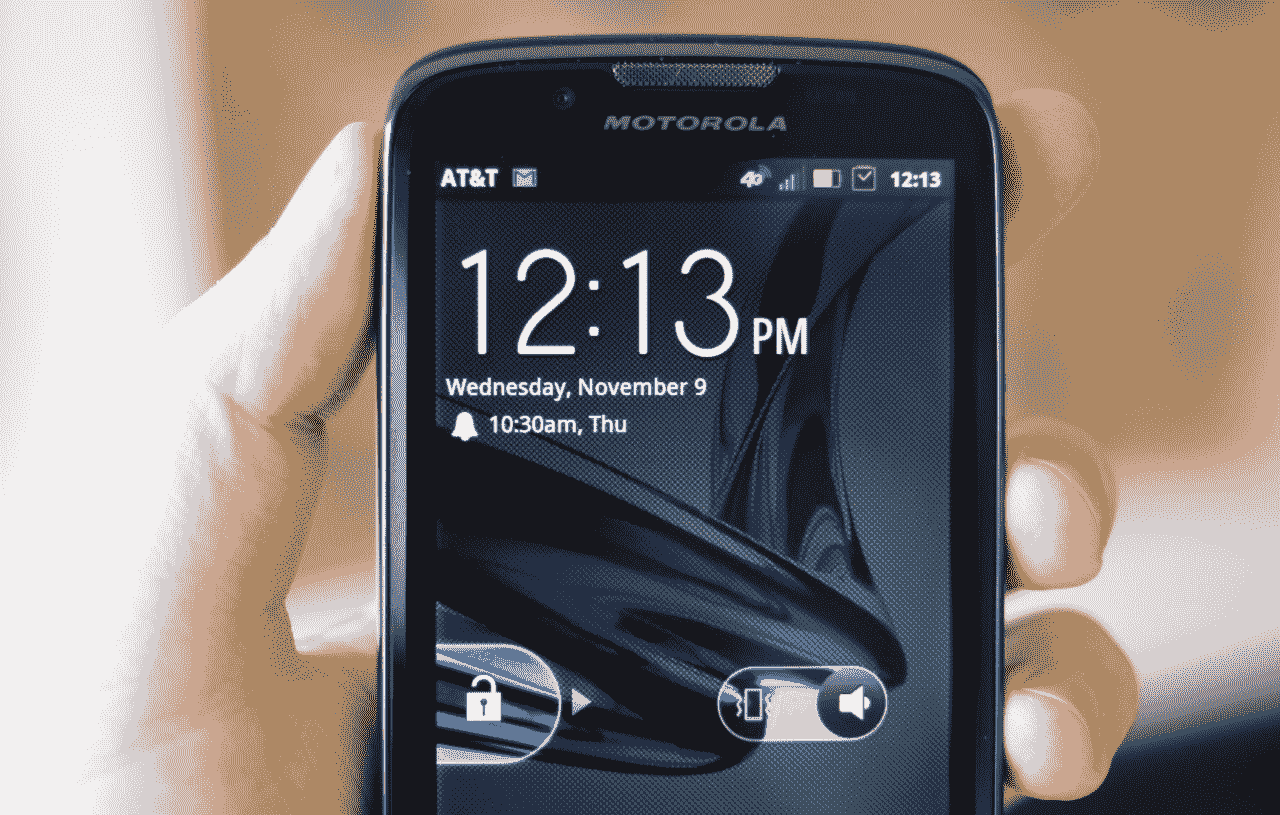 MOTOROLA
AT&T 4G 12:13
12:13 PM
Wednesday, November 9
10:30am, Thu